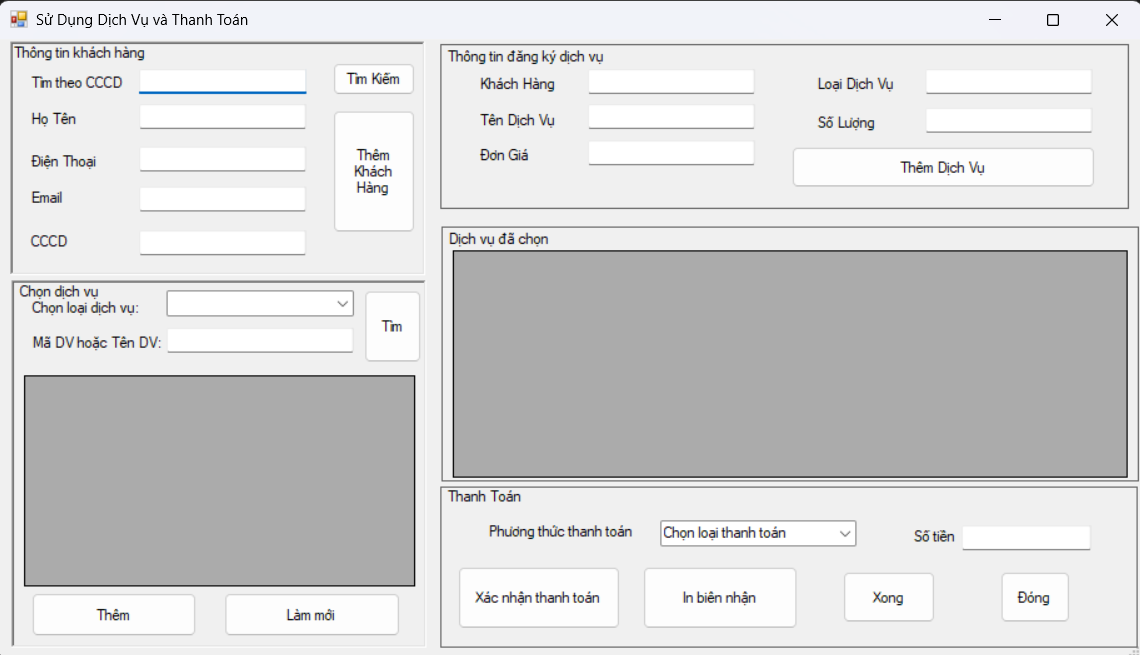 Sử Dụng Dịch Vụ và Thanh Toán
Thông tin khách hàng
Tìm theo CCCD
Tìm Kiếm
Họ Tên
Điện Thoại
Email
CCCD
Thêm
Khách
Hàng
Thông tin đăng ký dịch vụ
Khách Hàng
Loại Dịch Vụ
Tên Dịch Vụ
Số Lượng
Đơn Giá
Thêm Dịch Vụ
Chọn dịch vụ
Chọn loại dịch vụ:
Mã DV hoặc Tên DV:
Tìm
Thêm
Làm mới
Dịch vụ đã chọn
Thanh Toán
Phương thức thanh toán
Chọn loại thanh toán
Số tiền
Xác nhận thanh toán
In biên nhận
Xong
Đóng